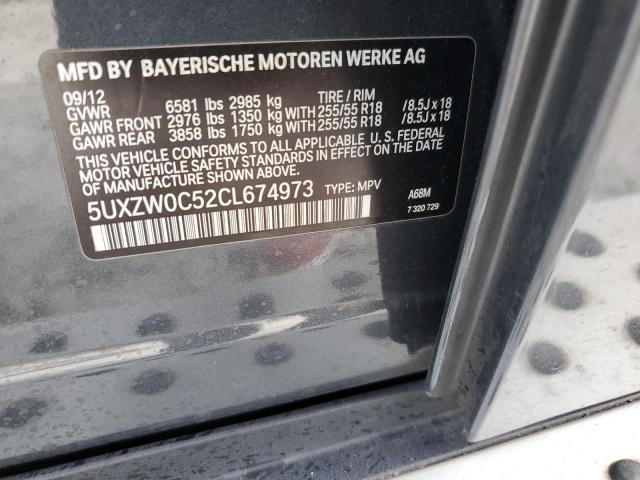 MFD BY BAYERISCHE MOTOREN WERKE AG
09/12 TIRE / RIM
GVWR 6581 lbs 2985 kg
GAWR FRONT 2976 lbs 1350 kg WITH 255/55 R18 /8.5J x 18
GAWR REAR 3858 lbs 1750 kg WITH 255/55 R18 /8.5J x 18
THIS VEHICLE CONFORMS TO ALL APPLICABLE U.S. FEDERAL
MOTOR VEHICLE SAFETY STANDARDS IN EFFECT ON THE DATE
OF MANUFACTURE SHOWN ABOVE.
5UXZW0C52CL674973 TYPE: MPV A68M
7 320 729